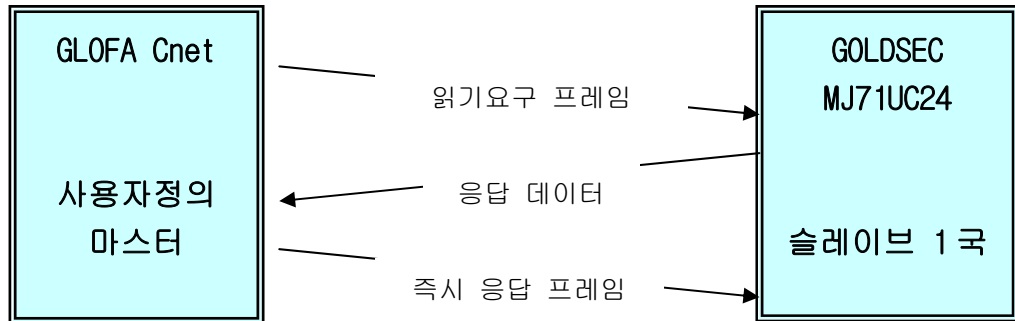 GLOFA Cnet
사용자정의
마스터
읽기요구 프레임
응답 데이터
즉시 응답 프레임
GOLDSEC
MJ71UC24
슬레이브 1국